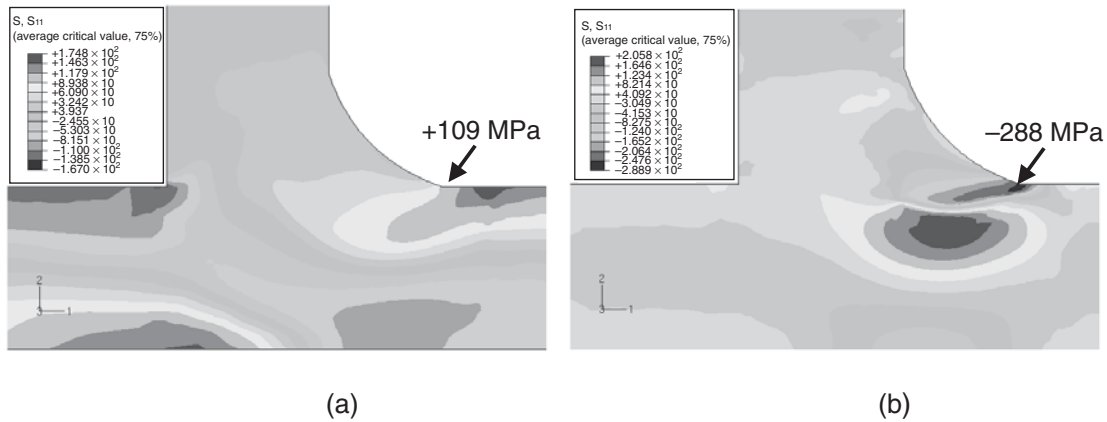 S, S₁₁
(average critical value, 75%)
+1.748 × 10²
+1.463 × 10²
+1.179 × 10²
+8.938 × 10
+6.090 × 10
+3.242 × 10
+3.937
−2.455 × 10
−5.303 × 10
−8.151 × 10
−1.100 × 10²
−1.385 × 10²
−1.670 × 10²
+109 MPa
2
3
1
(a)
S, S₁₁
(average critical value, 75%)
+2.058 × 10²
+1.646 × 10²
+1.234 × 10²
+8.214 × 10
+4.092 × 10
−3.049 × 10
−4.153 × 10
−8.275 × 10
−1.240 × 10²
−1.652 × 10²
−2.064 × 10²
−2.476 × 10²
−2.889 × 10²
−288 MPa
2
3
1
(b)